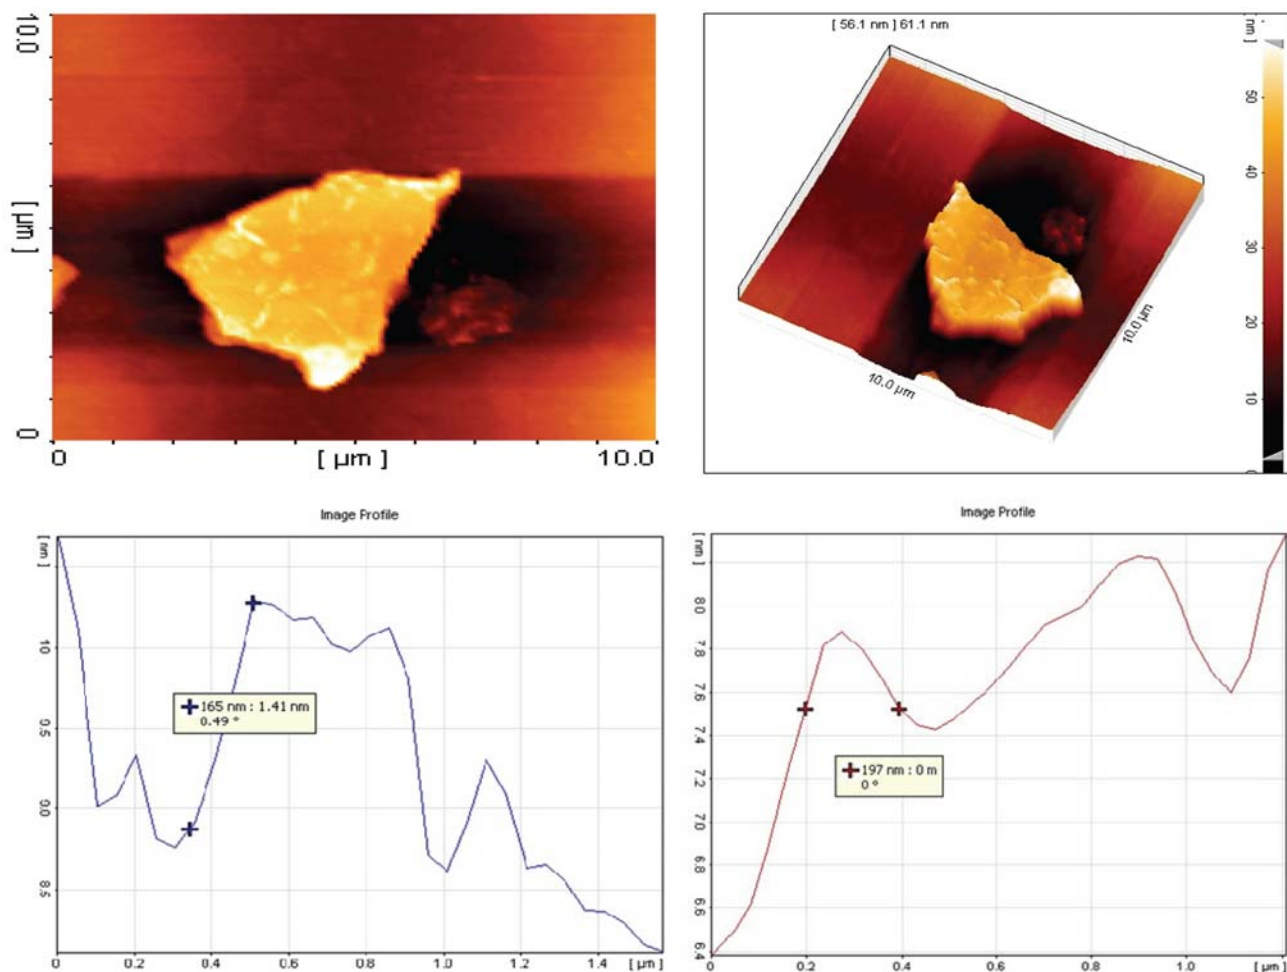 10.0
[ µm ]
0
0
[ µm ]
10.0
[ 56.1 nm ] 61.1 nm
nm ]
50
40
30
20
10
0
10.0 µm
10.0 µm
Image Profile
[ nm ]
10
9.5
9.0
8.5
165 nm : 1.41 nm
0.49 °
0
0.2
0.4
0.6
0.8
1.0
1.2
1.4
[ µm ]
Image Profile
[ nm ]
8.0
7.8
7.6
7.4
7.2
7.0
6.8
6.6
6.4
197 nm : 0 m
0 °
0
0.2
0.4
0.6
0.8
1.0
[ µm ]